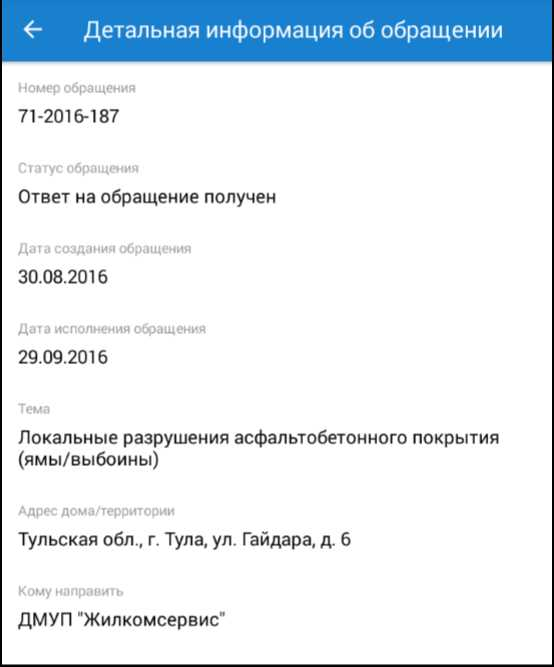 Детальная информация об обращении
Номер обращения
71-2016-187
Статус обращения
Ответ на обращение получен
Дата создания обращения
30.08.2016
Дата исполнения обращения
29.09.2016
Тема
Локальные разрушения асфальтобетонного покрытия
(ямы/выбоины)
Адрес дома/территории
Тульская обл., г. Тула, ул. Гайдара, д. 6
Кому направить
ДМУП "Жилкомсервис"